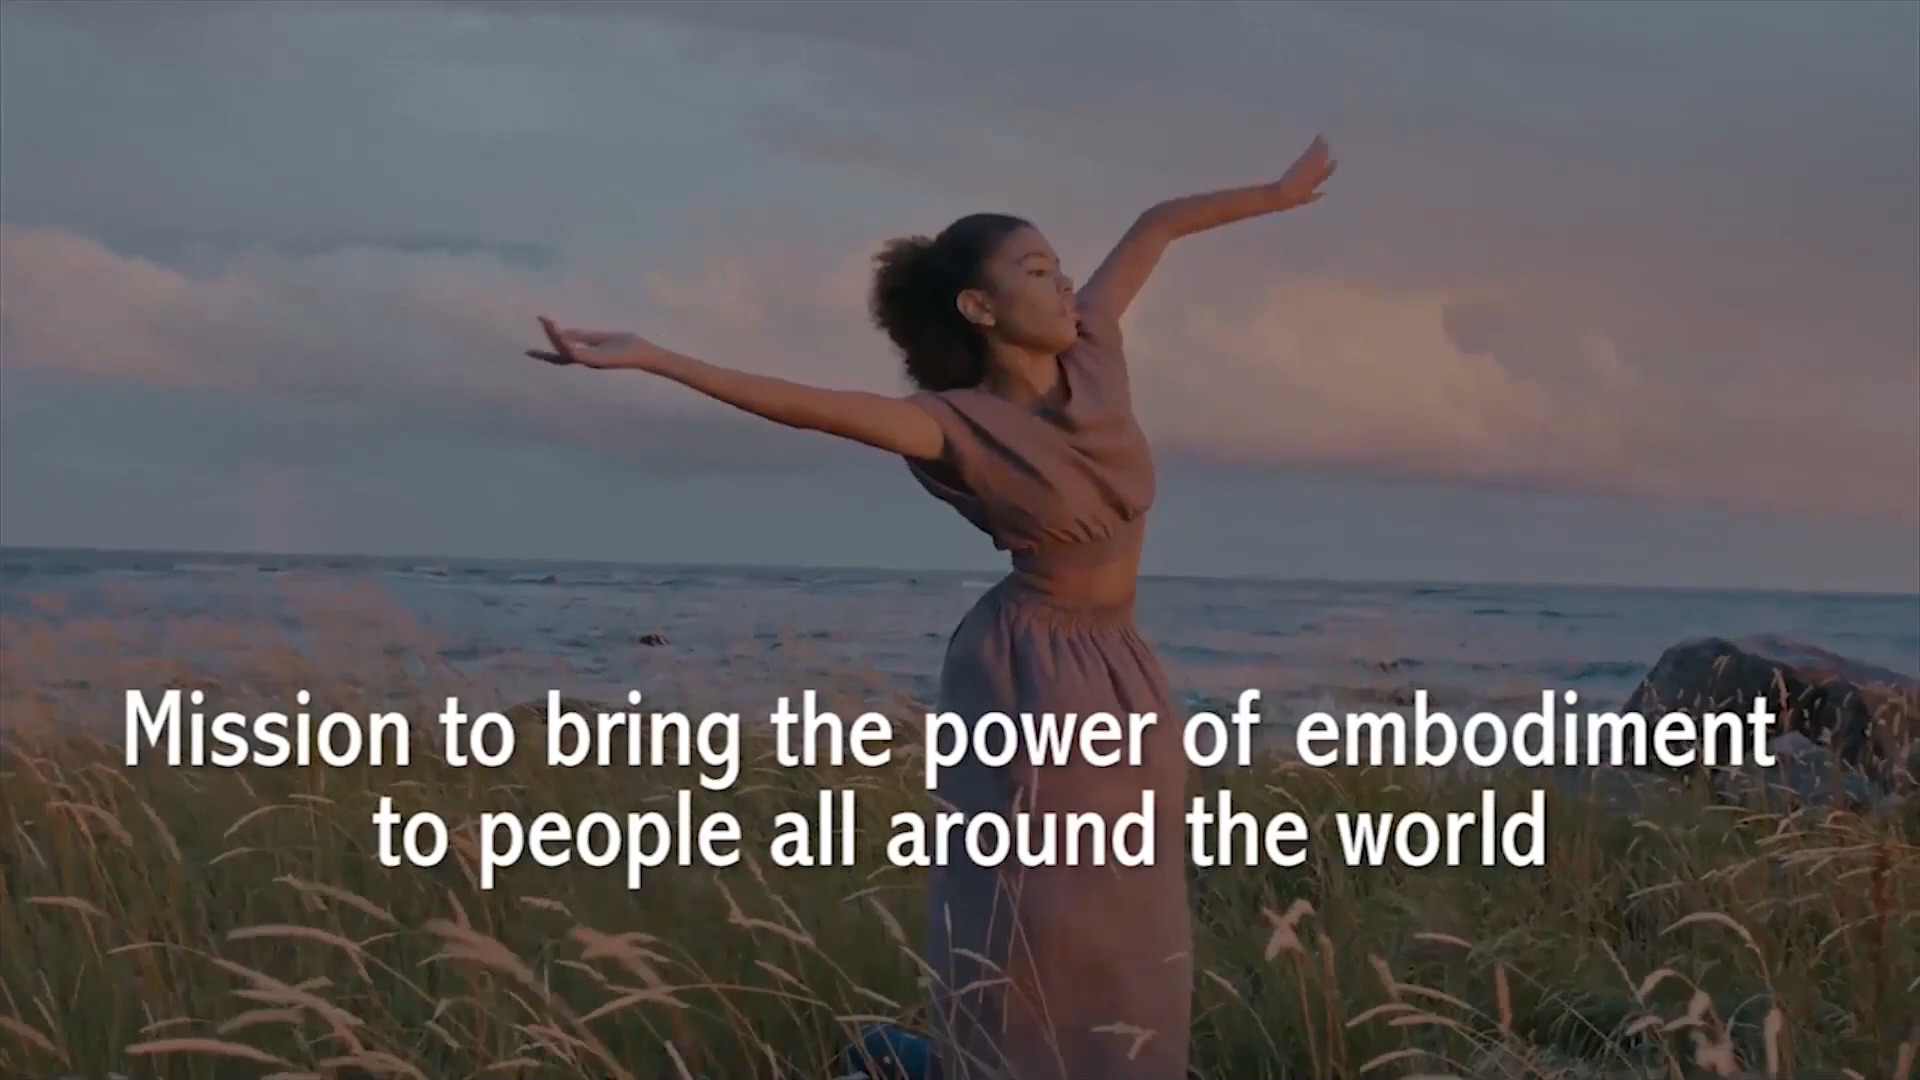 Mission to bring the power of embodiment
to people all around the world